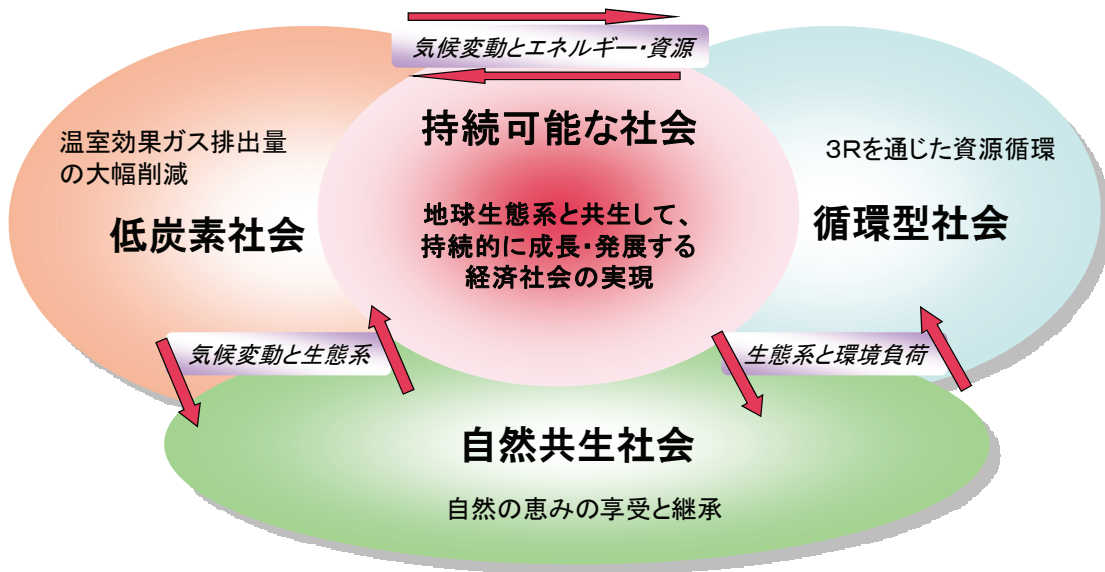 気候変動とエネルギー・資源
持続可能な社会
地球生態系と共生して、
持続的に成長・発展する
経済社会の実現
温室効果ガス排出量
の大幅削減
低炭素社会
3Rを通じた資源循環
循環型社会
気候変動と生態系
生態系と環境負荷
自然共生社会
自然の恵みの享受と継承